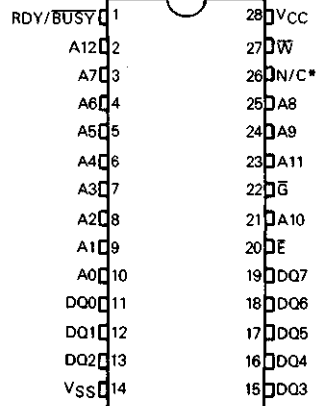 RDY/BUSY 1 28 VCC
A12 2 27 W
A7 3 26 N/C*
A6 4 25 A8
A5 5 24 A9
A4 6 23 A11
A3 7 22 G
A2 8 21 A10
A1 9 20 E
A0 10 19 DQ7
DQ0 11 18 DQ6
DQ1 12 17 DQ5
DQ2 13 16 DQ4
VSS 14 15 DQ3